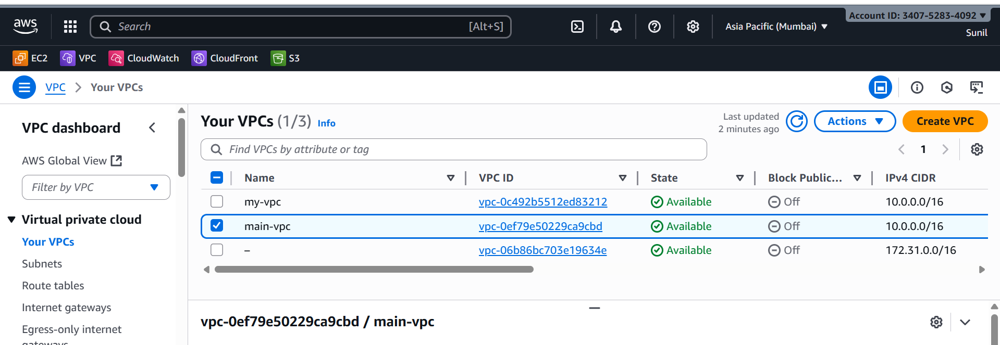 Account ID: 3407-5283-4092
aws
Search [Alt+S]
Asia Pacific (Mumbai)
Sunil
EC2 VPC CloudWatch CloudFront S3
VPC Your VPCs
VPC dashboard
AWS Global View
Filter by VPC
Virtual private cloud
Your VPCs
Subnets
Route tables
Internet gateways
Egress-only internet
gateways
Your VPCs (1/3) Info
Last updated
2 minutes ago
Actions
Create VPC
Find VPCs by attribute or tag
1
Name VPC ID State Block Public... IPv4 CIDR
my-vpc vpc-0c492b5512ed83212 Available Off 10.0.0.0/16
main-vpc vpc-0ef79e50229ca9cbd Available Off 10.0.0.0/16
– vpc-06b86bc703e19634e Available Off 172.31.0.0/16
vpc-0ef79e50229ca9cbd / main-vpc